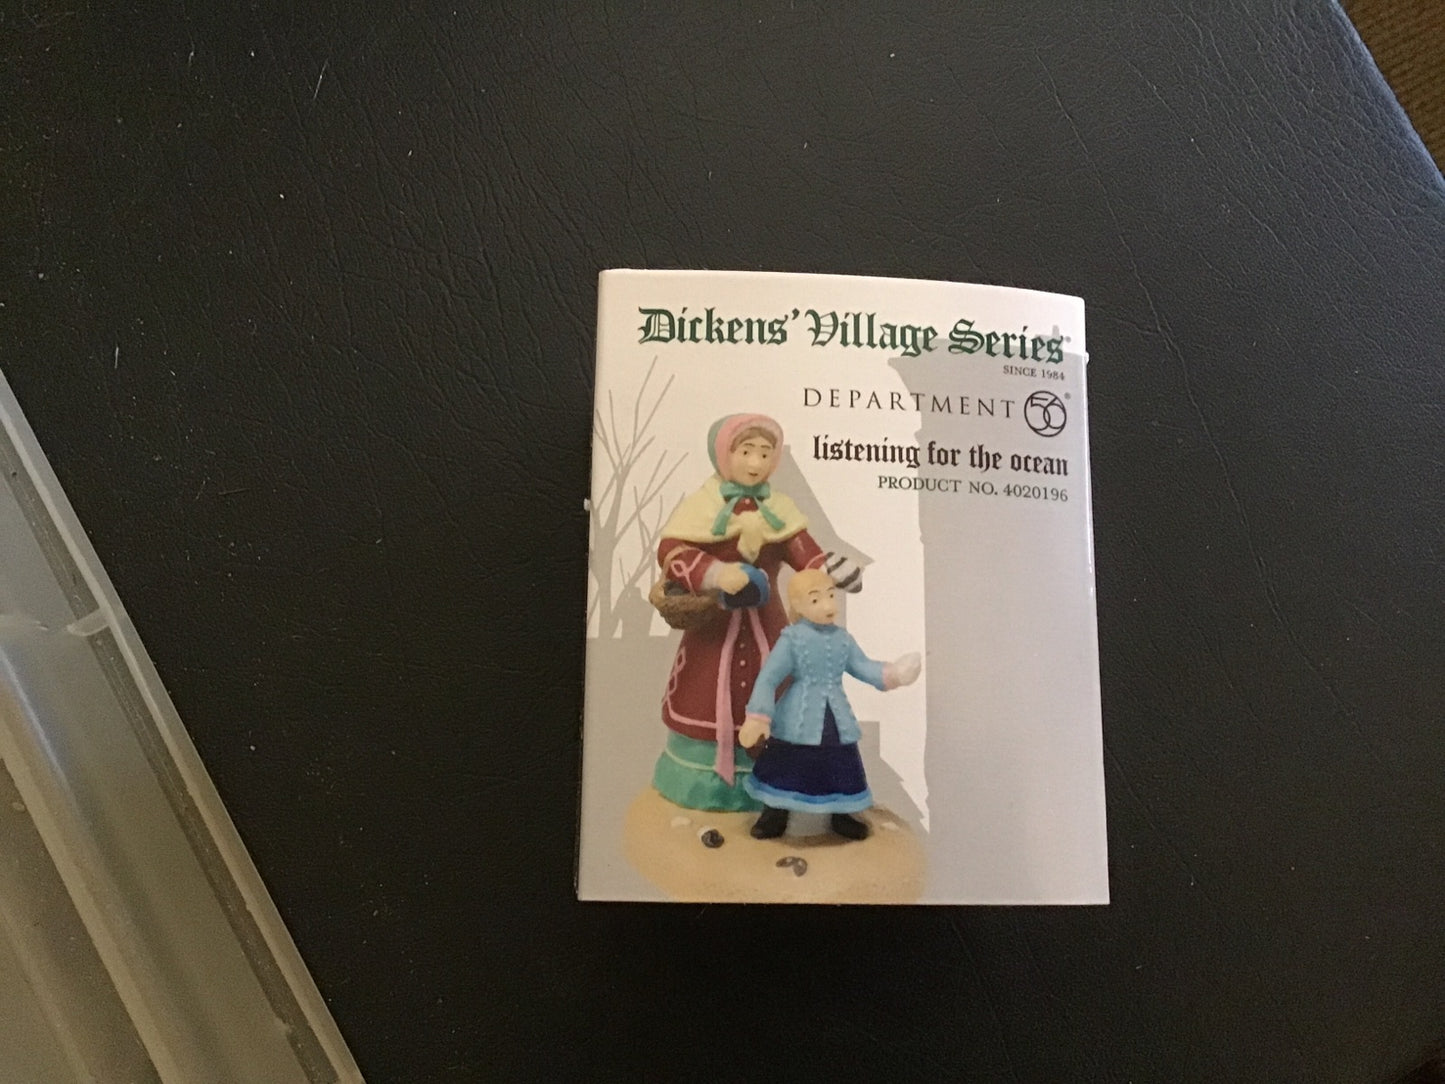 Dickens' Village Series®
SINCE 1984
DEPARTMENT 56®
listening for the ocean
PRODUCT NO. 4020196